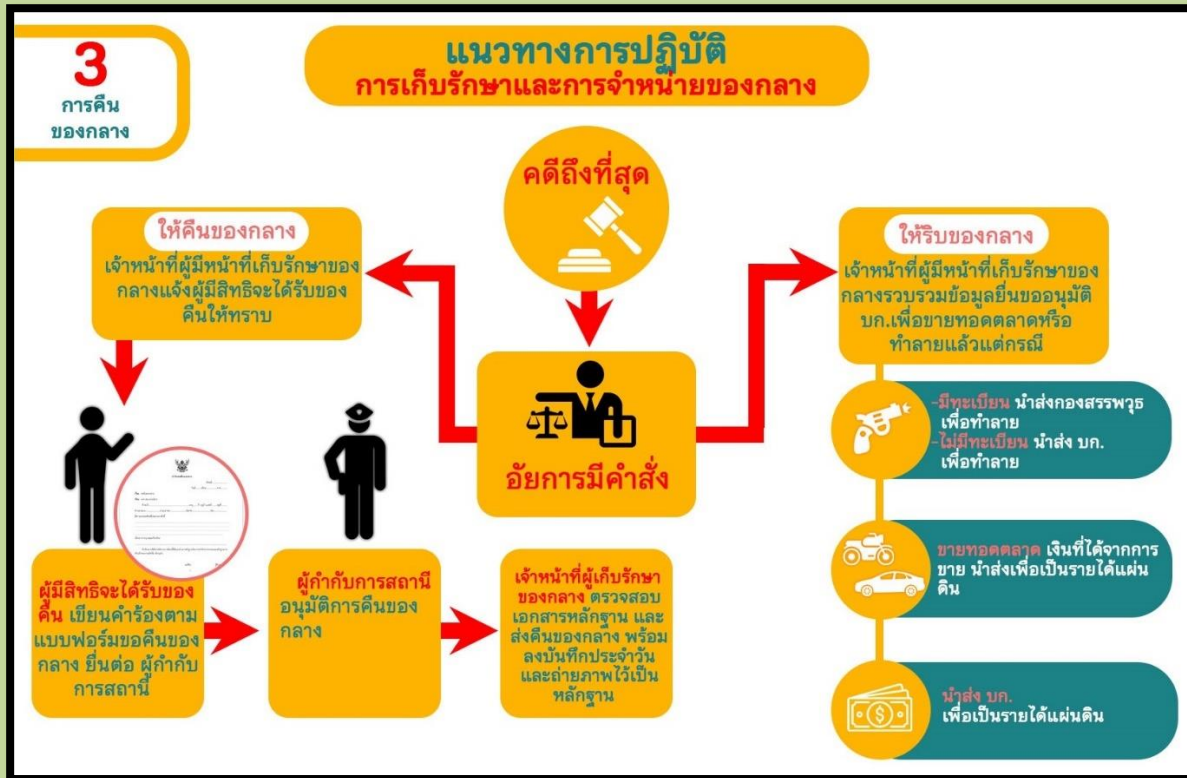 3
การคืน
ของกลาง
แนวทางการปฏิบัติ
การเก็บรักษาและการจำหน่ายของกลาง
คดีถึงที่สุด
อัยการมีคำสั่ง
ให้คืนของกลาง
เจ้าหน้าที่ผู้มีหน้าที่เก็บรักษาของ
กลางแจ้งผู้มีสิทธิจะได้รับของ
คืนให้ทราบ
ผู้มีสิทธิจะได้รับของ
คืน เขียนคำร้องตาม
แบบฟอร์มขอคืนของ
กลาง ยื่นต่อ ผู้กำกับ
การสถานี
ผู้กำกับการสถานี
อนุมัติการคืนของ
กลาง
เจ้าหน้าที่ผู้เก็บรักษา
ของกลาง ตรวจสอบ
เอกสารหลักฐาน และ
ส่งคืนของกลาง พร้อม
ลงบันทึกประจำวัน
และถ่ายภาพไว้เป็น
หลักฐาน
ให้ริบของกลาง
เจ้าหน้าที่ผู้มีหน้าที่เก็บรักษาของ
กลางรวบรวมข้อมูลยื่นขออนุมัติ
บก.เพื่อขายทอดตลาดหรือ
ทำลายแล้วแต่กรณี
-มีทะเบียน นำส่งกองสรรพวุธ
เพื่อทำลาย
-ไม่มีทะเบียน นำส่ง บก.
เพื่อทำลาย
ขายทอดตลาด เงินที่ได้จากการ
ขาย นำส่งเพื่อเป็นรายได้แผ่น
ดิน
นำส่ง บก.
เพื่อเป็นรายได้แผ่นดิน